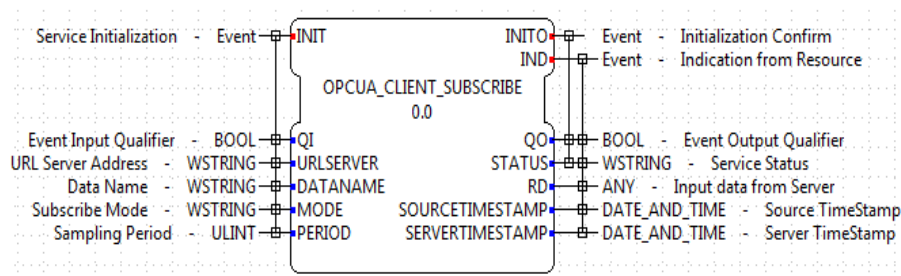 Service Initialization - Event INIT INITO Event - Initialization Confirm
IND Event - Indication from Resource
OPCUA_CLIENT_SUBSCRIBE
0.0
Event Input Qualifier - BOOL QI QO BOOL - Event Output Qualifier
URL Server Address - WSTRING URLSERVER STATUS WSTRING - Service Status
Data Name - WSTRING DATANAME RD ANY - Input data from Server
Subscribe Mode - WSTRING MODE SOURCETIMESTAMP DATE_AND_TIME - Source TimeStamp
Sampling Period - ULINT PERIOD SERVERTIMESTAMP DATE_AND_TIME - Server TimeStamp